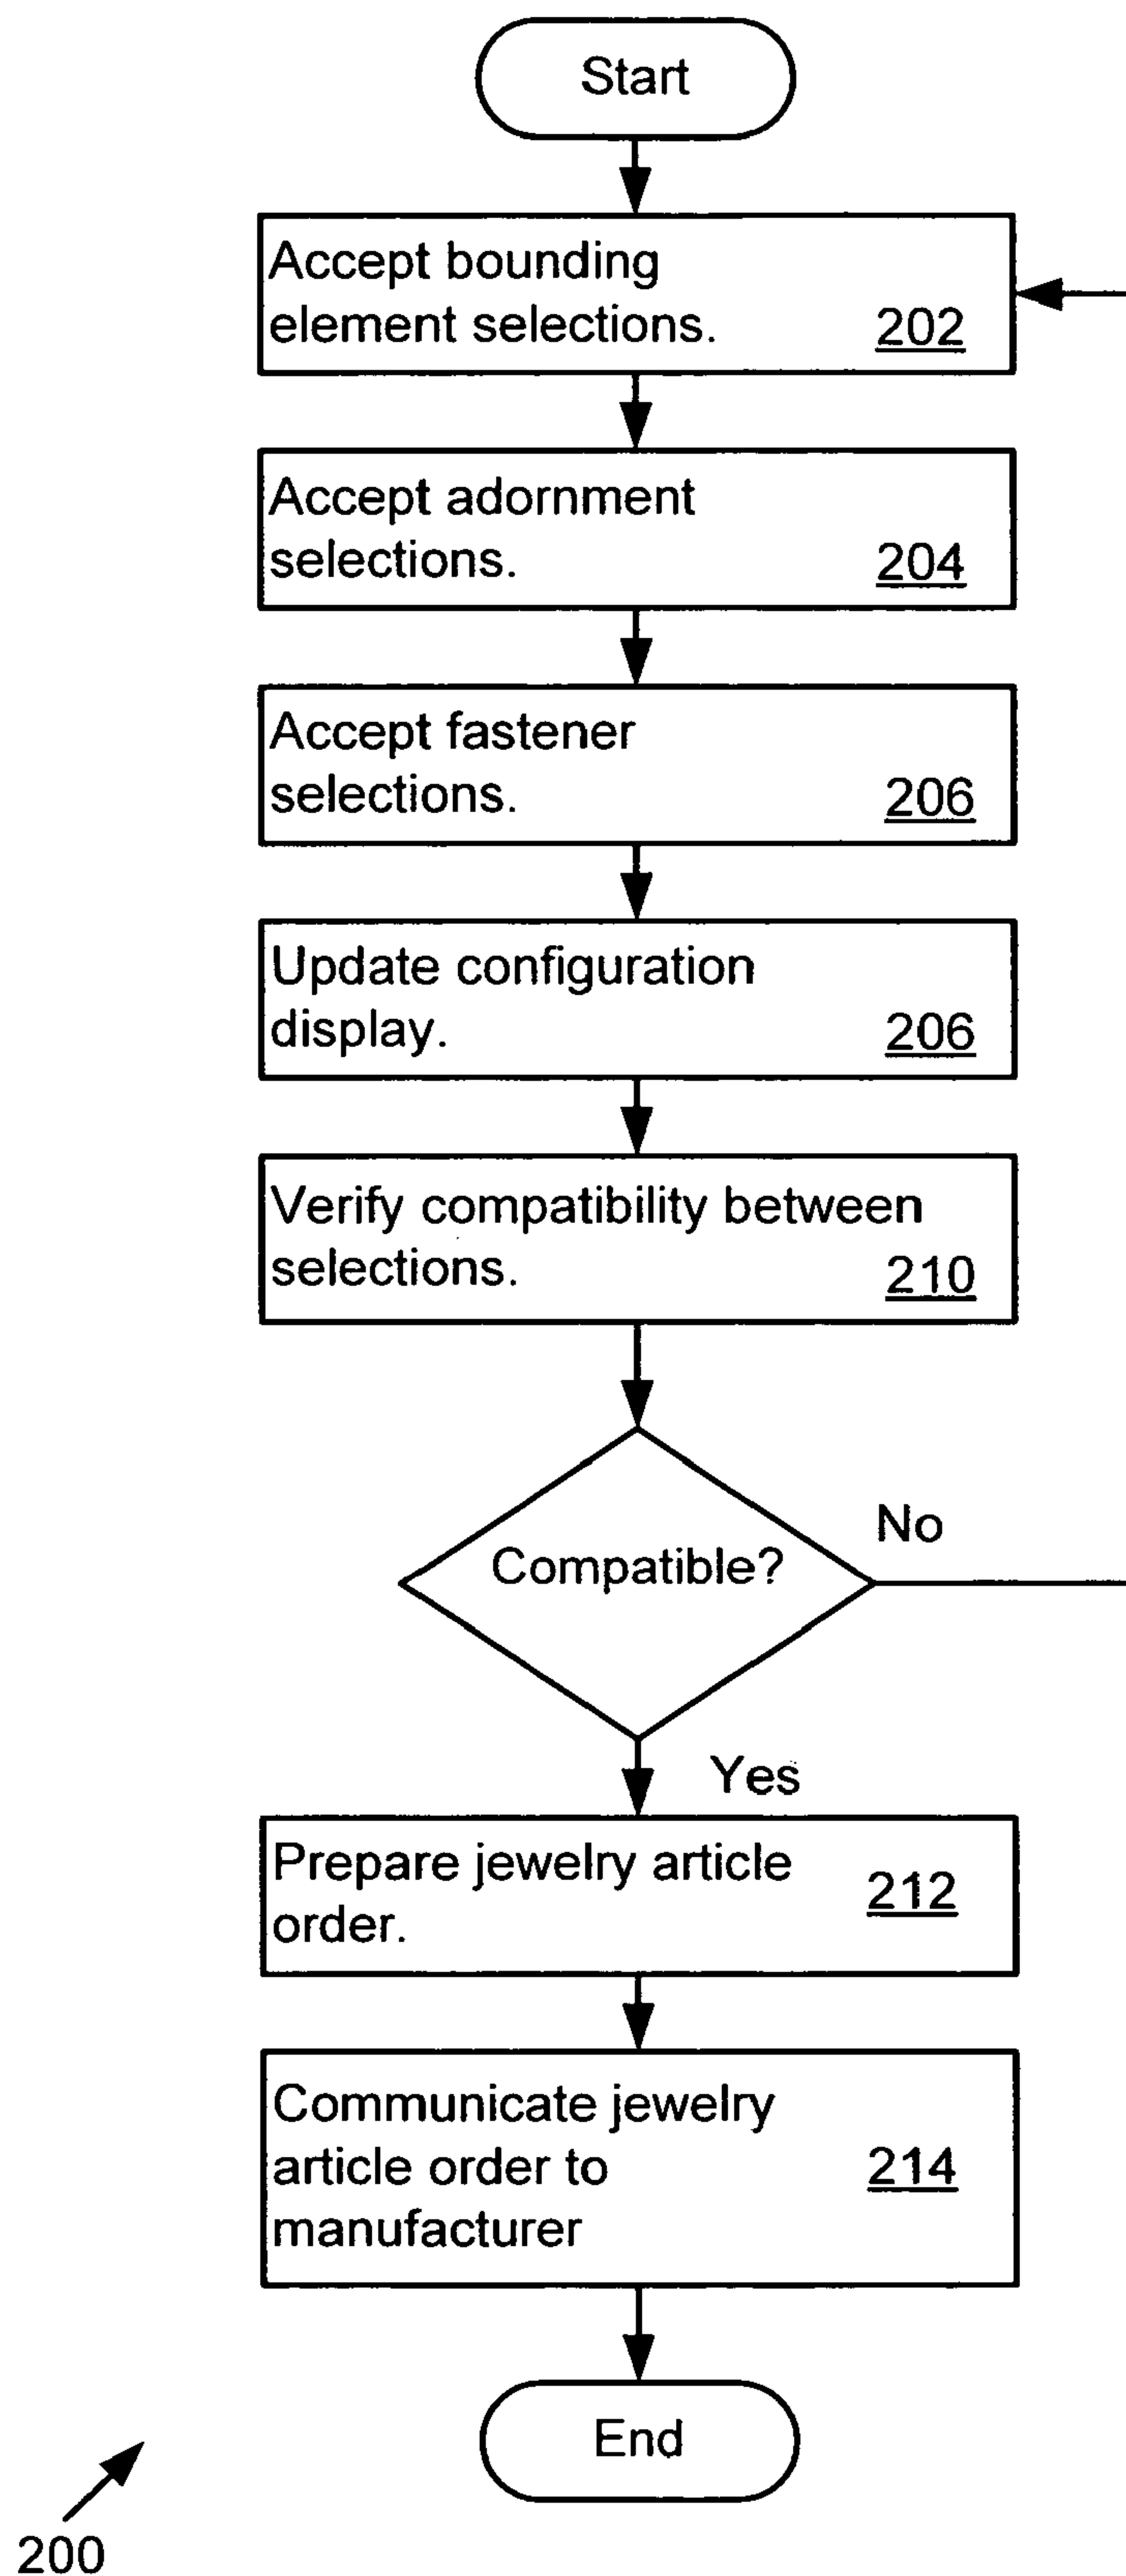 Start
Accept bounding
element selections.
202
Accept adornment
selections.
204
Accept fastener
selections.
206
Update configuration
display.
206
Verify compatibility between
selections.
210
Compatible?
No
Yes
Prepare jewelry article
order.
212
Communicate jewelry
article order to
manufacturer
214
End
200